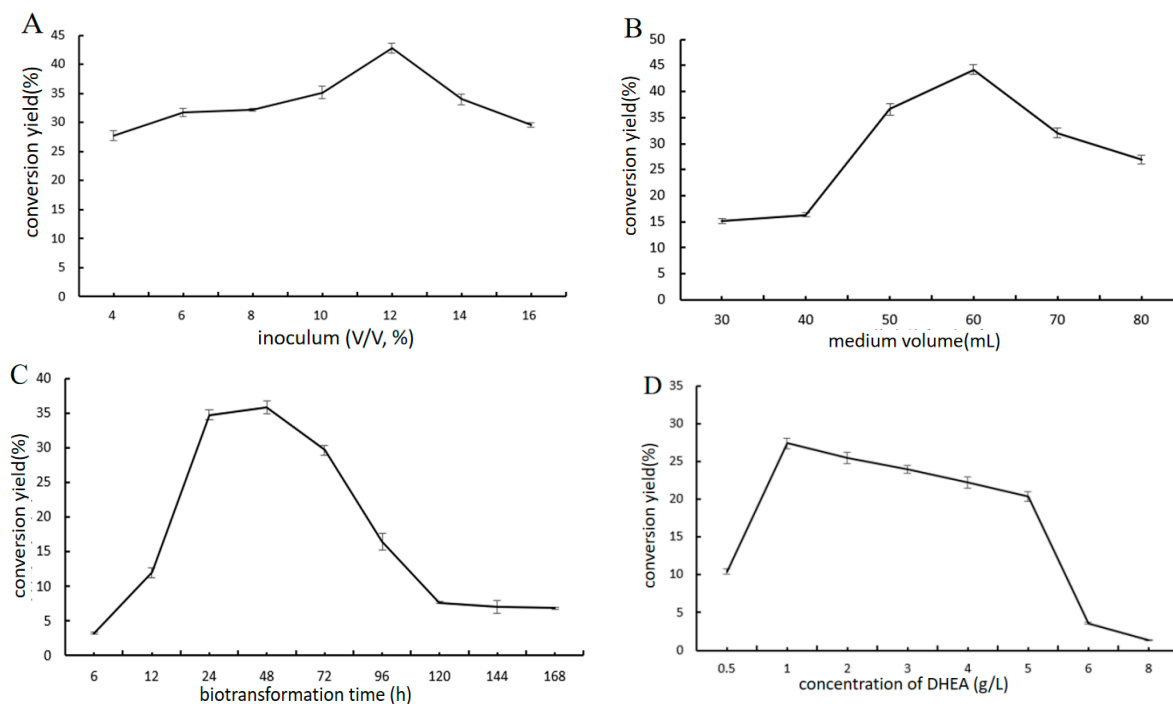 A
conversion yield(%)
45
40
35
30
25
20
15
10
5
0
4 6 8 10 12 14 16
inoculum (V/V, %)
B
conversion yield(%)
50
45
40
35
30
25
20
15
10
5
0
30 40 50 60 70 80
medium volume(mL)
C
conversion yield(%)
40
35
30
25
20
15
10
5
0
6 12 24 48 72 96 120 144 168
biotransformation time (h)
D
conversion yield(%)
35
30
25
20
15
10
5
0
0.5 1 2 3 4 5 6 8
concentration of DHEA (g/L)